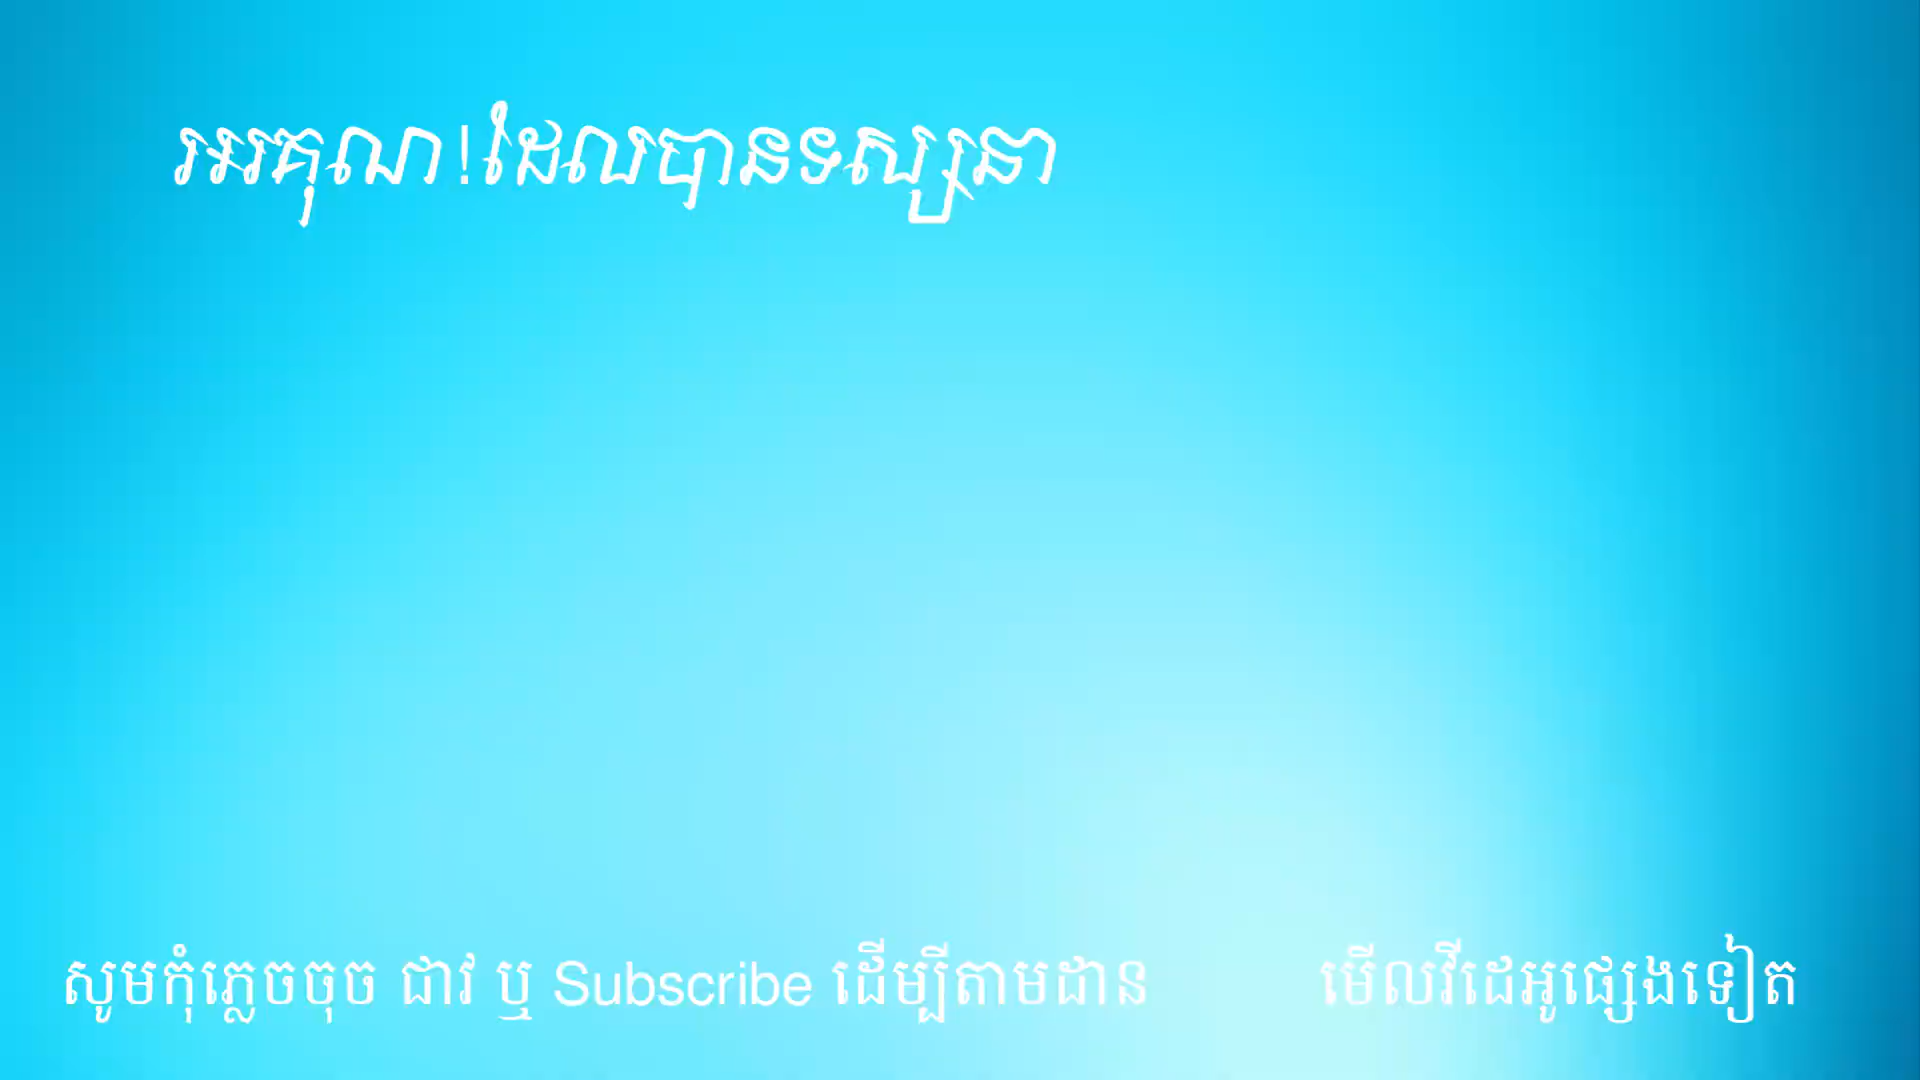 អរគុណ!ដែលបានទស្សនា
សូមកុំភ្លេចចុច ជាវ ឬ Subscribe ដើម្បីតាមដាន
មើលវីដេអូផ្សេងទៀត